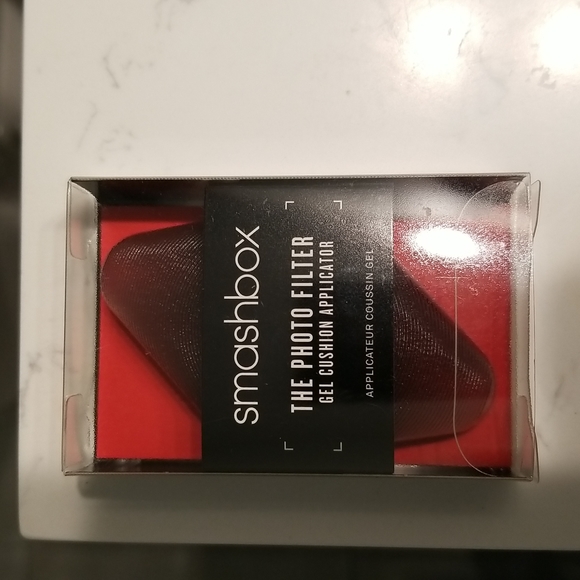 smashbox
THE PHOTO FILTER
GEL CUSHION APPLICATOR
APPLICATEUR COUSSIN GEL